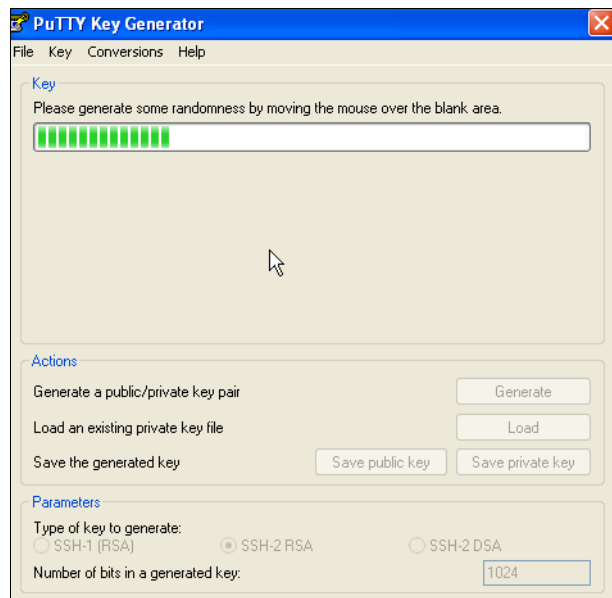 PuTTY Key Generator
File Key Conversions Help
Key
Please generate some randomness by moving the mouse over the blank area.
Actions
Generate a public/private key pair
Generate
Load an existing private key file
Load
Save the generated key
Save public key
Save private key
Parameters
Type of key to generate:
SSH-1 (RSA)
SSH-2 RSA
SSH-2 DSA
Number of bits in a generated key:
1024